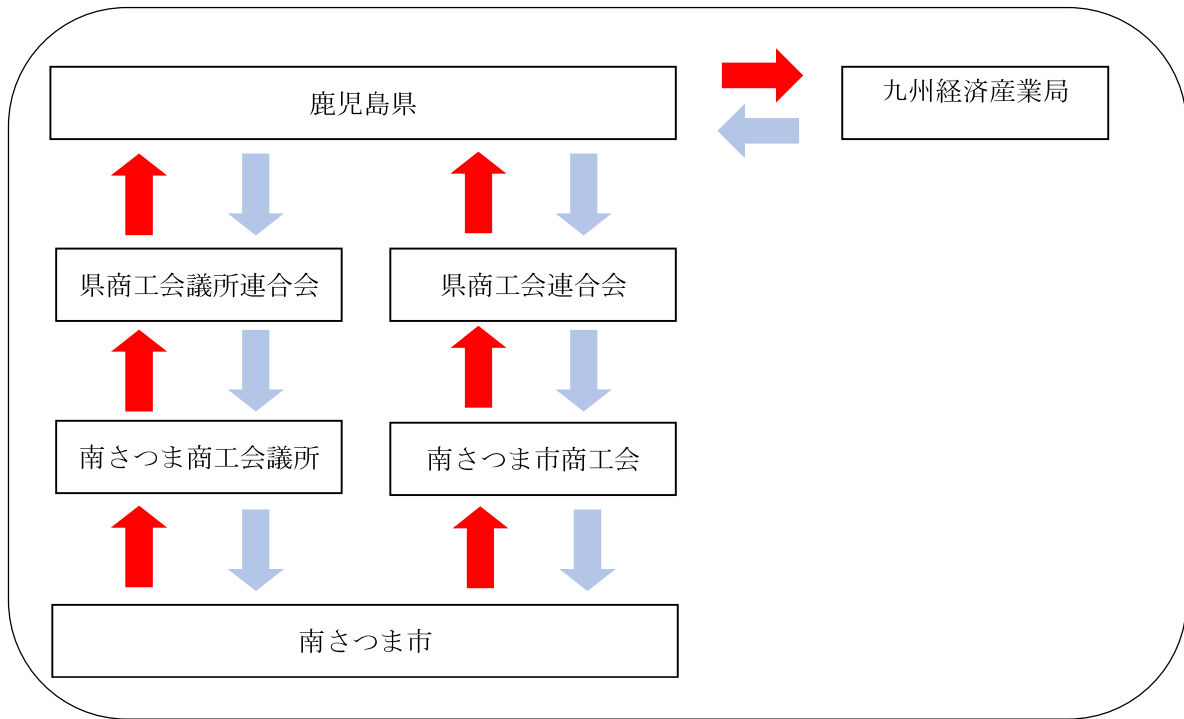 鹿児島県
九州経済産業局
県商工会議所連合会
県商工会連合会
南さつま商工会議所
南さつま市商工会
南さつま市